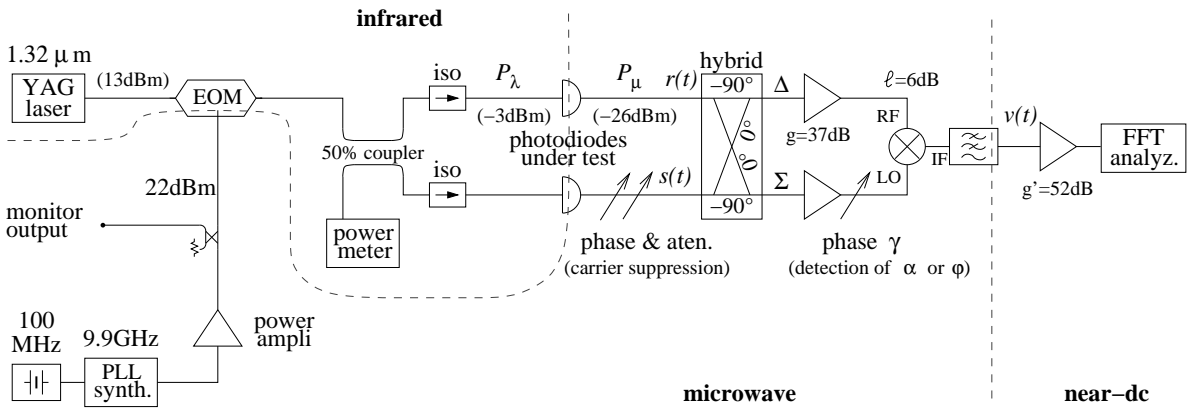 infrared
1.32 μ m
YAG
laser
(13dBm)
EOM
iso
P_λ
(−3dBm)
P_μ
(−26dBm)
r(t)
hybrid
−90°
0°
0°
−90°
Δ
Σ
g=37dB
ℓ=6dB
RF
IF
LO
v(t)
g'=52dB
FFT
analyz.
50% coupler
photodiodes
under test
iso
s(t)
22dBm
monitor
output
power
meter
phase & aten.
(carrier suppression)
phase γ
(detection of α or φ)
100
MHz
9.9GHz
PLL
synth.
power
ampli
microwave
near−dc